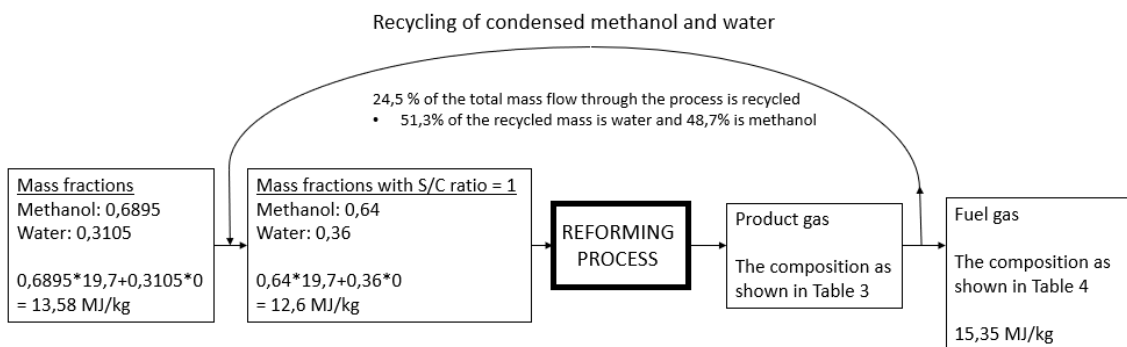 Recycling of condensed methanol and water
24,5 % of the total mass flow through the process is recycled
• 51,3% of the recycled mass is water and 48,7% is methanol
Mass fractions
Methanol: 0,6895
Water: 0,3105
0,6895*19,7+0,3105*0
= 13,58 MJ/kg
Mass fractions with S/C ratio = 1
Methanol: 0,64
Water: 0,36
0,64*19,7+0,36*0
= 12,6 MJ/kg
REFORMING
PROCESS
Product gas
The composition as
shown in Table 3
Fuel gas
The composition as
shown in Table 4
15,35 MJ/kg